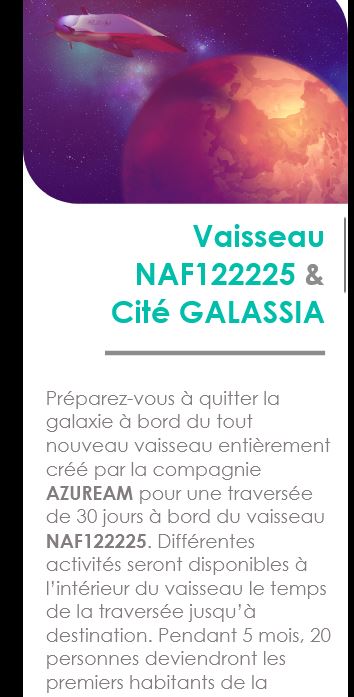 Vaisseau
NAF122225 &
Cité GALASSIA
Préparez-vous à quitter la
galaxie à bord du tout
nouveau vaisseau entièrement
créé par la compagnie
AZUREAM pour une traversée
de 30 jours à bord du vaisseau
NAF122225. Différentes
activités seront disponibles à
l'intérieur du vaisseau le temps
de la traversée jusqu'à
destination. Pendant 5 mois, 20
personnes deviendront les
premiers habitants de la